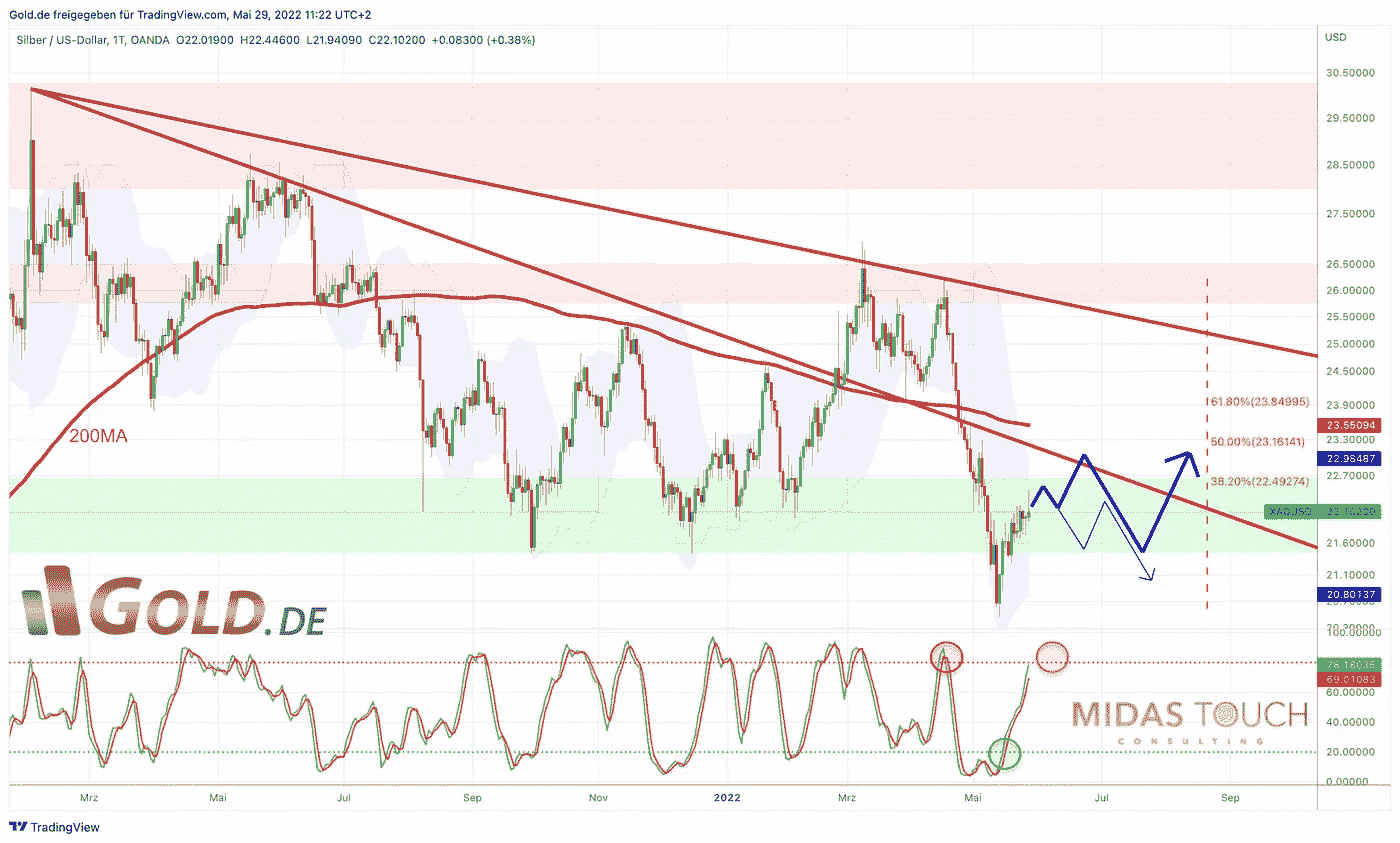 Gold.de freigegeben für TradingView.com, Mai 29, 2022 11:22 UTC+2
Silber / US-Dollar, 1T, OANDA O22.01900 H22.44600 L21.94090 C22.10200 +0.08300 (+0.38%)
USD
30.50000
29.50000
28.50000
27.50000
26.50000
26.00000
25.50000
25.00000
24.50000
61.80%(23.84995)
23.90000
23.55094
200MA
50.00%(23.16141)
23.30000
22.98487
38.20%(22.49274)
22.70000
XAGUSD
21.60000
21.10000
20.80137
GOLD.DE
100.00000
69.01083
60.00000
40.00000
20.00000
0.00000
MIDAS TOUCH
CONSULTING
Mrz Mai Jul Sep Nov 2022 Mrz Mai Jul Sep
TradingView